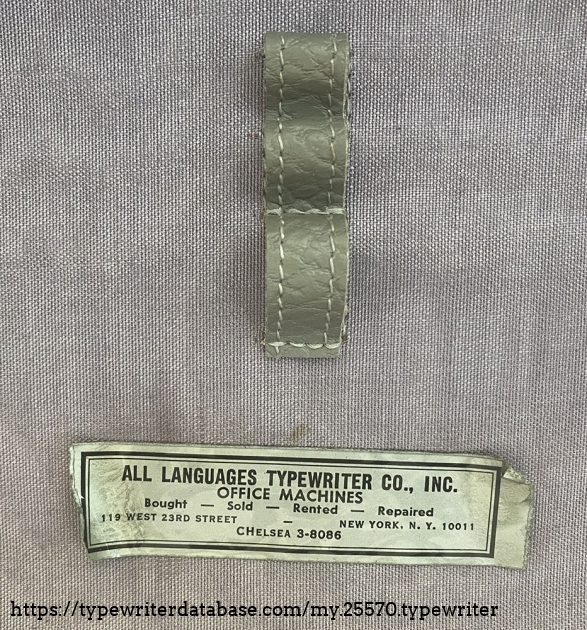 ALL LANGUAGES TYPEWRITER CO., INC.
OFFICE MACHINES
Bought — Sold — Rented — Repaired
119 WEST 23RD STREET – NEW YORK, N. Y. 10011
CHELSEA 3-8086
https://typewriterdatabase.com/my.25570.typewriter